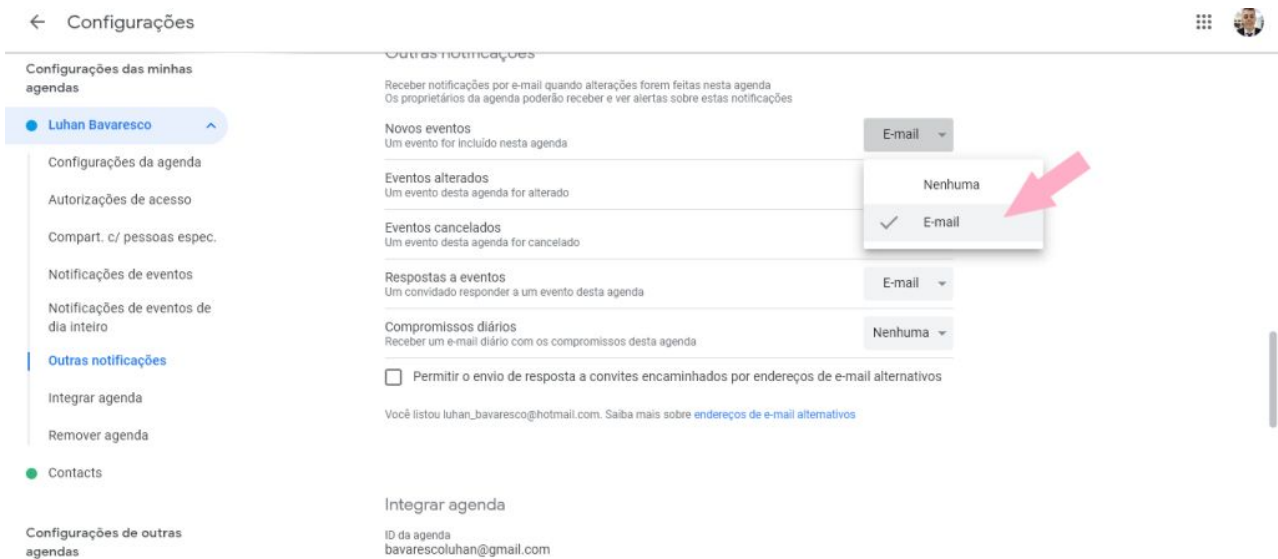 Configurações
Configurações das minhas
agendas
Luhan Bavaresco
Configurações da agenda
Autorizações de acesso
Compart. c/ pessoas espec.
Notificações de eventos
Notificações de eventos de
dia inteiro
Outras notificações
Integrar agenda
Remover agenda
Contacts
Configurações de outras
agendas
Outras notificações
Receber notificações por e-mail quando alterações forem feitas nesta agenda
Os proprietários da agenda poderão receber e ver alertas sobre estas notificações
Novos eventos
Um evento for incluído nesta agenda
E-mail
Nenhuma
E-mail
Eventos alterados
Um evento desta agenda for alterado
Eventos cancelados
Um evento desta agenda for cancelado
Respostas a eventos
Um convidado responder a um evento desta agenda
E-mail
Compromissos diários
Receber um e-mail diário com os compromissos desta agenda
Nenhuma
Permitir o envio de resposta a convites encaminhados por endereços de e-mail alternativos
Você listou luhan_bavaresco@hotmail.com. Saiba mais sobre endereços de e-mail alternativos
Integrar agenda
ID da agenda
bavarescoluhan@gmail.com